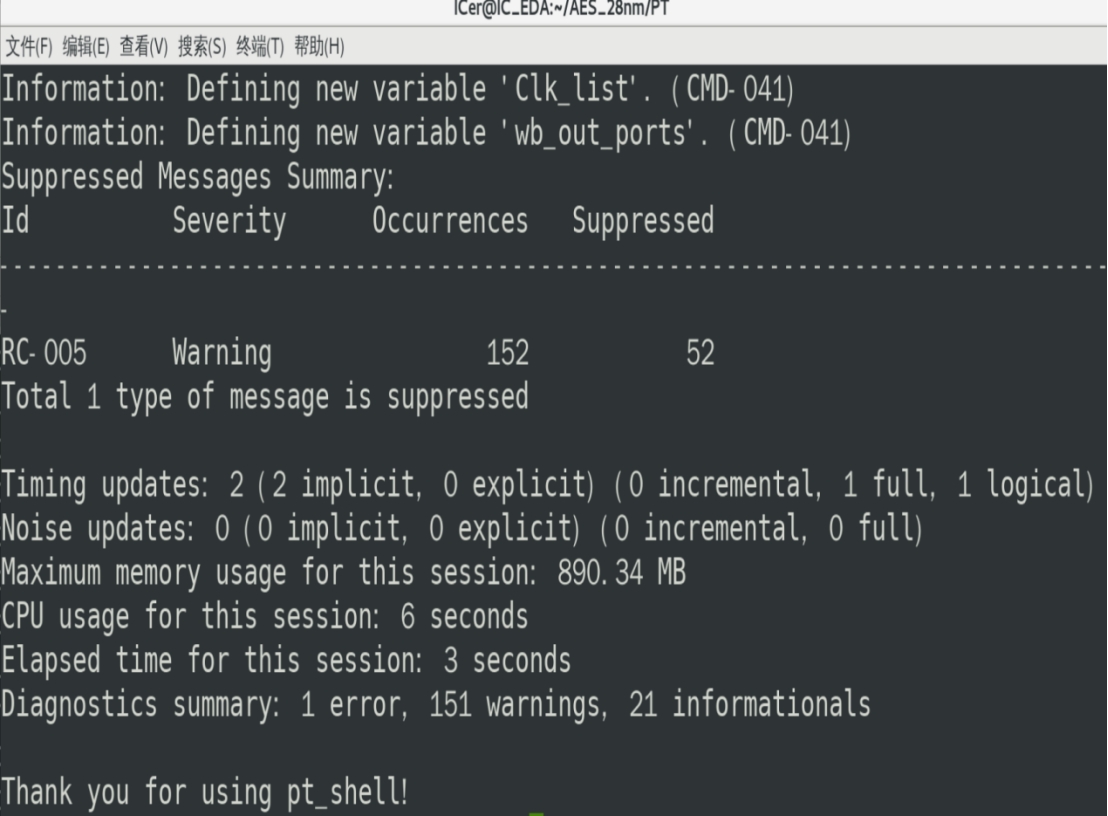 ICer@IC_EDA:~/AES_28nm/PT
文件(F) 编辑(E) 查看(V) 搜索(S) 终端(T) 帮助(H)
Information: Defining new variable 'Clk_list'. (CMD-041)
Information: Defining new variable 'wb_out_ports'. (CMD-041)
Suppressed Messages Summary:
Id Severity Occurrences Suppressed
------------------------------------------------------------------------------
-
RC-005 Warning 152 52
Total 1 type of message is suppressed
Timing updates: 2 (2 implicit, 0 explicit) (0 incremental, 1 full, 1 logical)
Noise updates: 0 (0 implicit, 0 explicit) (0 incremental, 0 full)
Maximum memory usage for this session: 890.34 MB
CPU usage for this session: 6 seconds
Elapsed time for this session: 3 seconds
Diagnostics summary: 1 error, 151 warnings, 21 informationals
Thank you for using pt_shell!